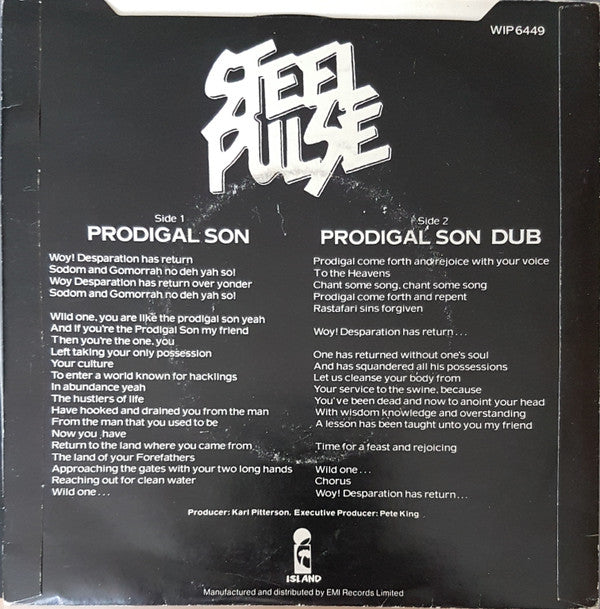 WIP 6449
STEEL
PULSE
Side 1
PRODIGAL SON
Woy! Desparation has return
Sodom and Gomorrah no deh yah so!
Woy Desparation has return over yonder
Sodom and Gomorrah no deh yah so!
Wild one, you are like the prodigal son yeah
And if you're the Prodigal Son my friend
Then you're the one, you
Left taking your only possession
Your culture
To enter a world known for hacklings
In abundance yeah
The hustlers of life
Have hooked and drained you from the man
From the man that you used to be
Now you have
Return to the land where you came from
The land of your Forefathers
Approaching the gates with your two long hands
Reaching out for clean water
Wild one...
Side 2
PRODIGAL SON DUB
Prodigal come forth and rejoice with your voice
To the Heavens
Chant some song, chant some song
Prodigal come forth and repent
Rastafari sins forgiven
Woy! Desparation has return...
One has returned without one's soul
And has squandered all his possessions
Let us cleanse your body from
Your service to the swine, because
You've been dead and now to anoint your head
With wisdom knowledge and overstanding
A lesson has been taught unto you my friend
Time for a feast and rejoicing
Wild one...
Chorus
Woy! Desparation has return...
Producer: Karl Pitterson. Executive Producer: Pete King
ISLAND
Manufactured and distributed by EMI Records Limited